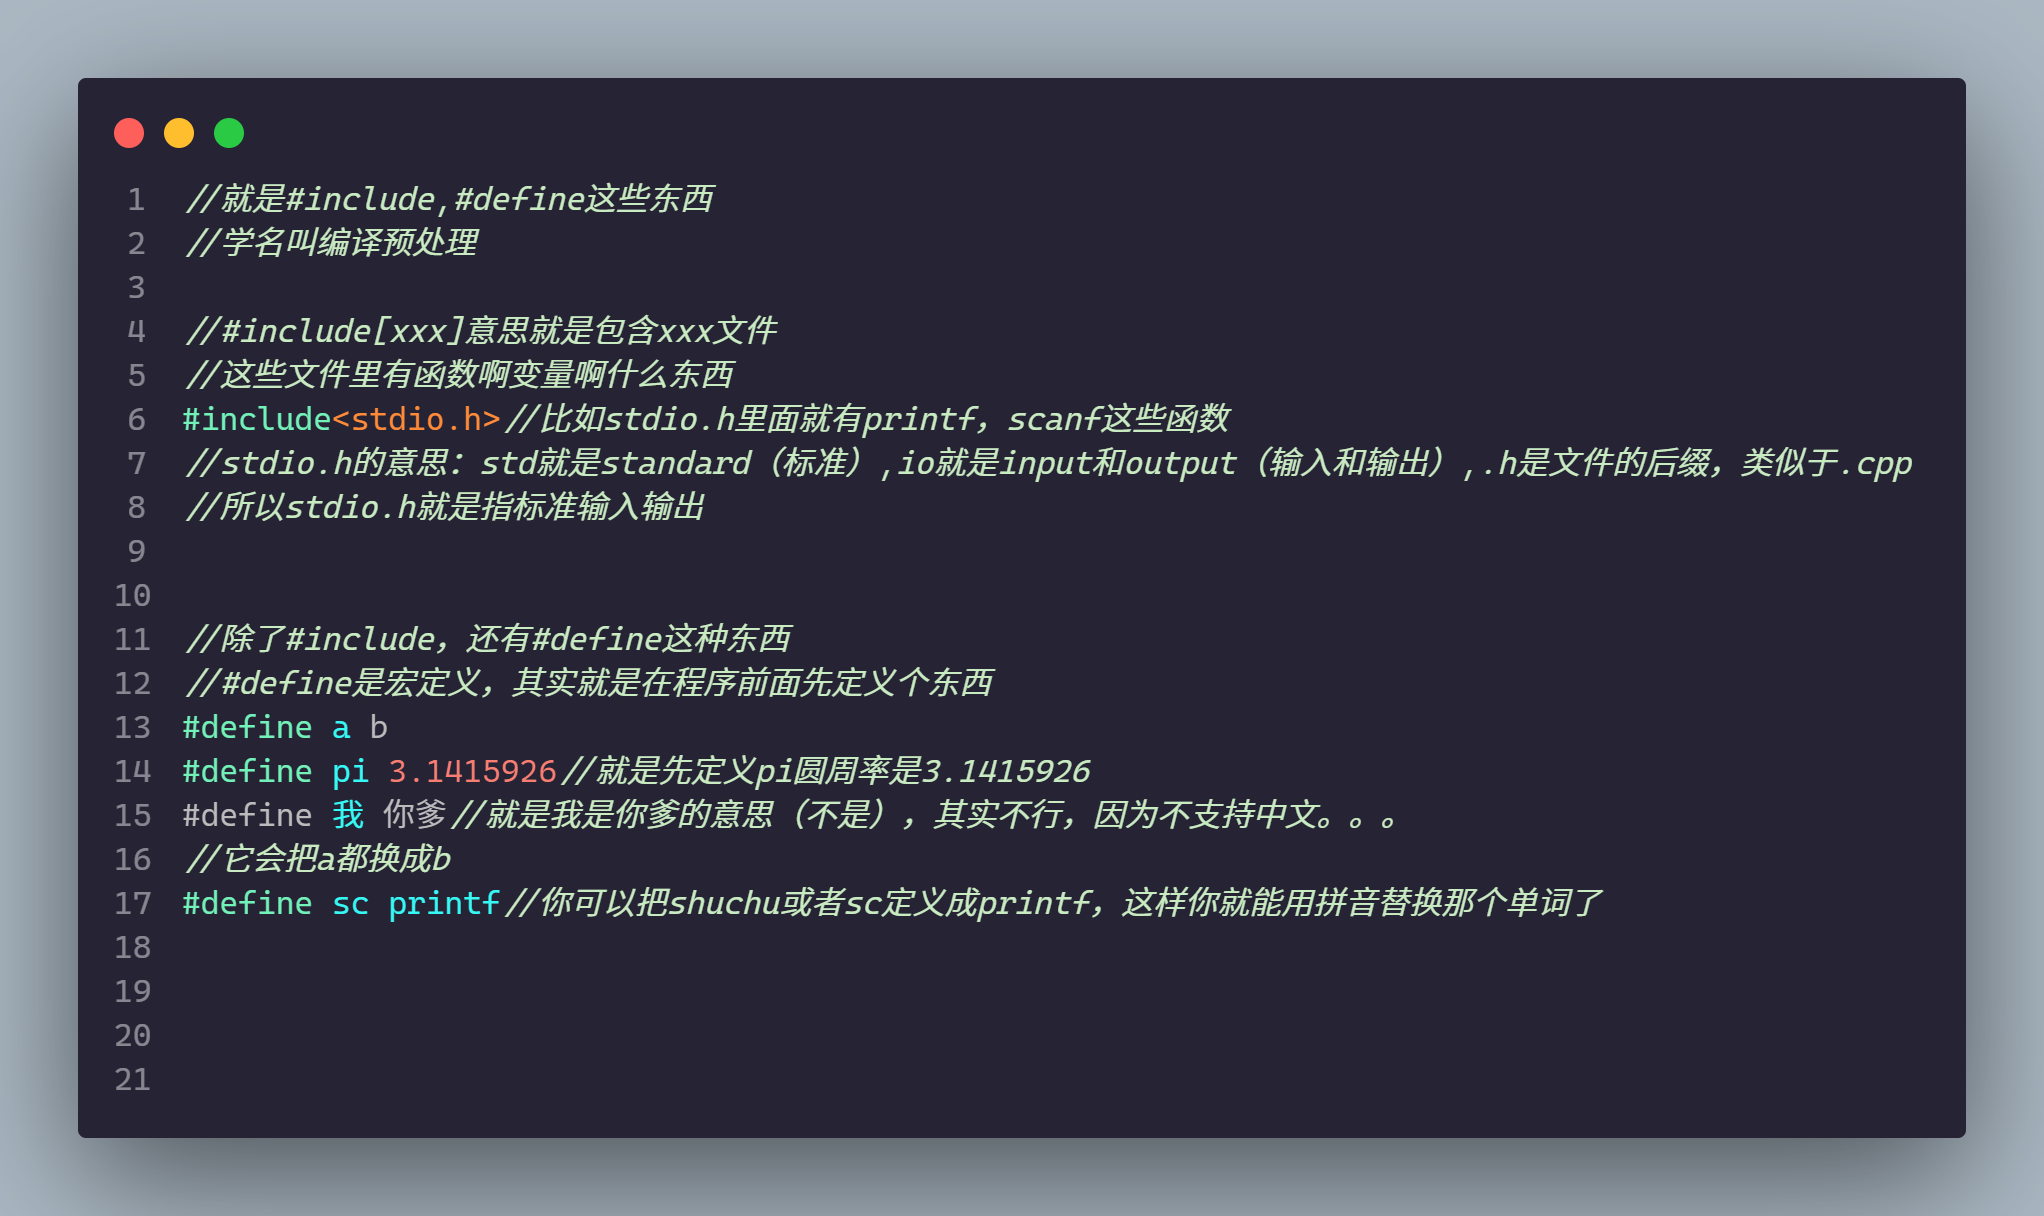 1 //就是#include,#define这些东西
2 //学名叫编译预处理
3
4 //#include[xxx]意思就是包含xxx文件
5 //这些文件里有函数啊变量啊什么东西
6 #include<stdio.h>//比如stdio.h里面就有printf，scanf这些函数
7 //stdio.h的意思：std就是standard（标准）,io就是input和output（输入和输出）,.h是文件的后缀，类似于.cpp
8 //所以stdio.h就是指标准输入输出
9
10
11 //除了#include，还有#define这种东西
12 //#define是宏定义，其实就是在程序前面先定义个东西
13 #define a b
14 #define pi 3.1415926//就是先定义pi圆周率是3.1415926
15 #define 我 你爹//就是我是你爹的意思（不是），其实不行，因为不支持中文。。。
16 //它会把a都换成b
17 #define sc printf//你可以把shuchu或者sc定义成printf，这样你就能用拼音替换那个单词了
18
19
20
21